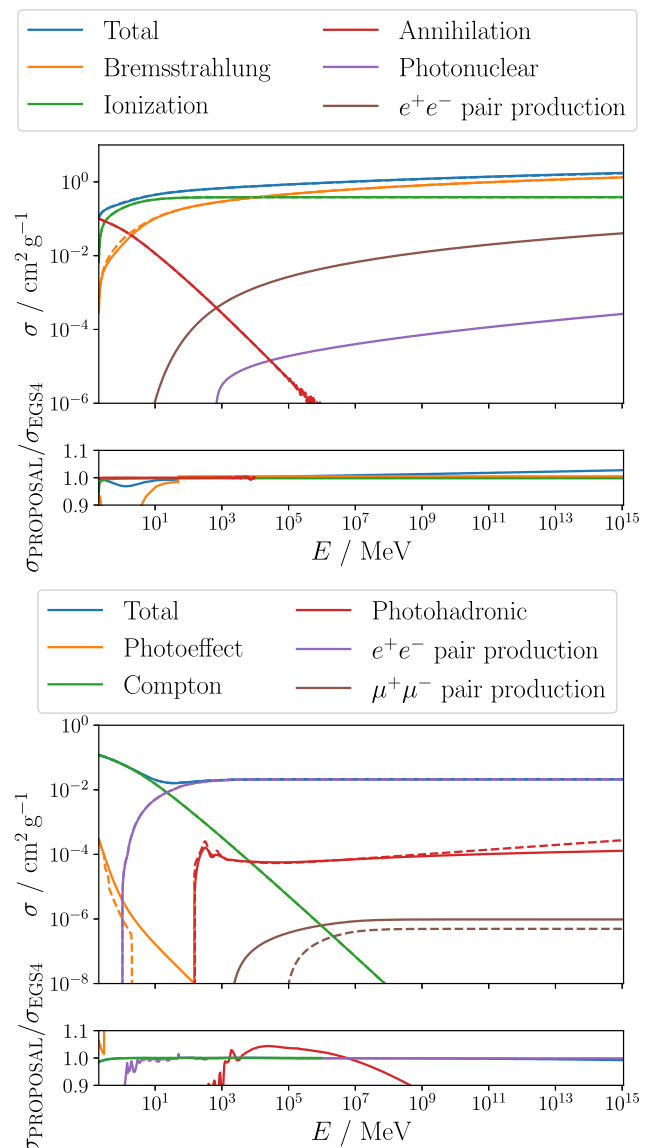 Total
Annihilation
Bremsstrahlung
Photonuclear
Ionization
e⁺e⁻ pair production
10⁰
10⁻²
10⁻⁴
10⁻⁶
σ / cm² g⁻¹
1.1
1.0
0.9
σPROPOSAL/σEGS4
10¹ 10³ 10⁵ 10⁷ 10⁹ 10¹¹ 10¹³ 10¹⁵
E / MeV
Total
Photohadronic
Photoeffect
e⁺e⁻ pair production
Compton
μ⁺μ⁻ pair production
10⁰
10⁻²
10⁻⁴
10⁻⁶
10⁻⁸
σ / cm² g⁻¹
1.1
1.0
0.9
σPROPOSAL/σEGS4
10¹ 10³ 10⁵ 10⁷ 10⁹ 10¹¹ 10¹³ 10¹⁵
E / MeV